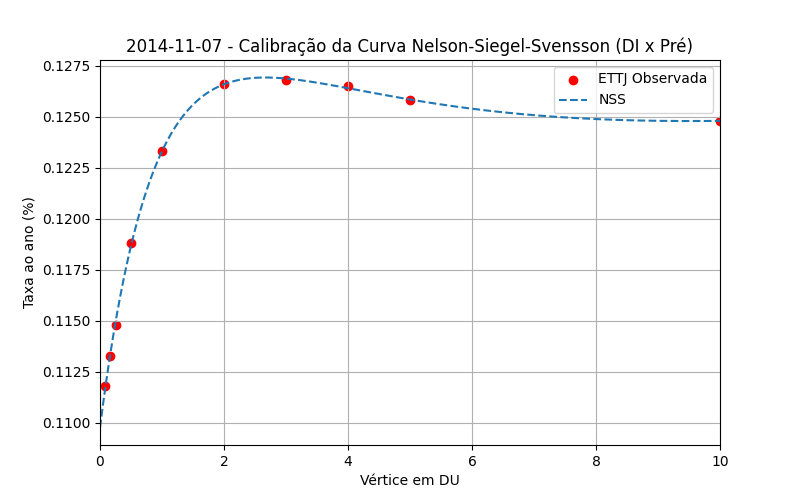 2014-11-07 - Calibração da Curva Nelson-Siegel-Svensson (DI x Pré)
0.1275
0.1250
0.1225
0.1200
0.1175
0.1150
0.1125
0.1100
Taxa ao ano (%)
ETTJ Observada
NSS
0 2 4 6 8 10
Vértice em DU